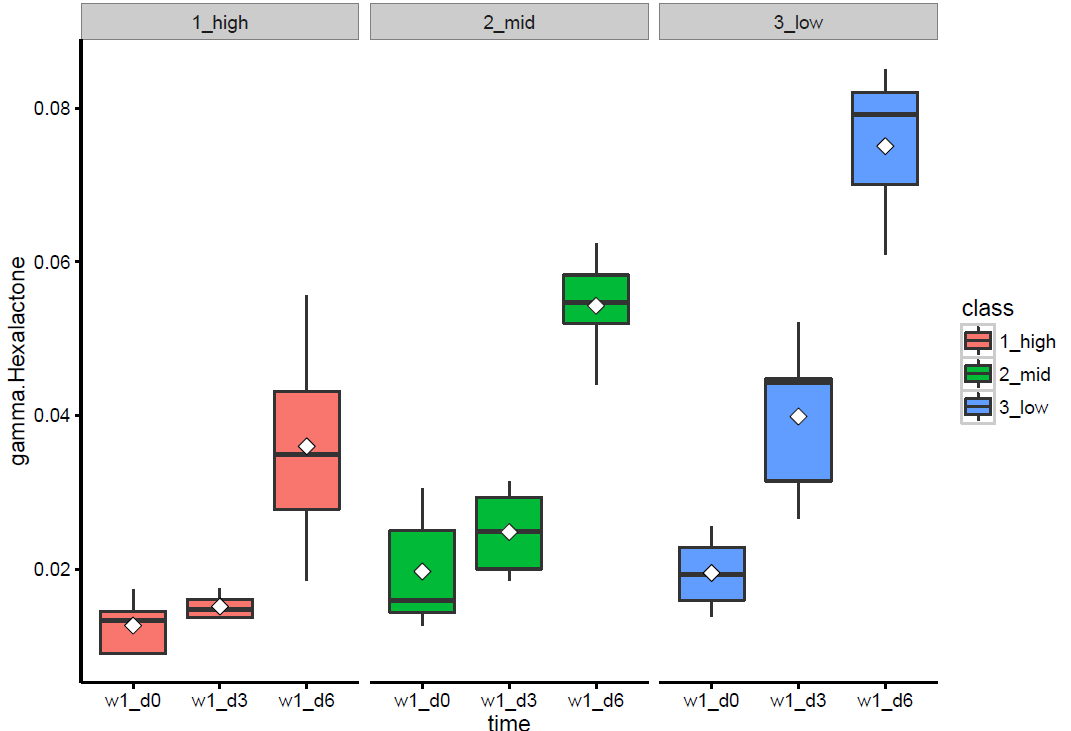 1_high 2_mid 3_low
gamma.Hexalactone
0.08
0.06
0.04
0.02
w1_d0 w1_d3 w1_d6 w1_d0 w1_d3 w1_d6 w1_d0 w1_d3 w1_d6
time
class
1_high
2_mid
3_low